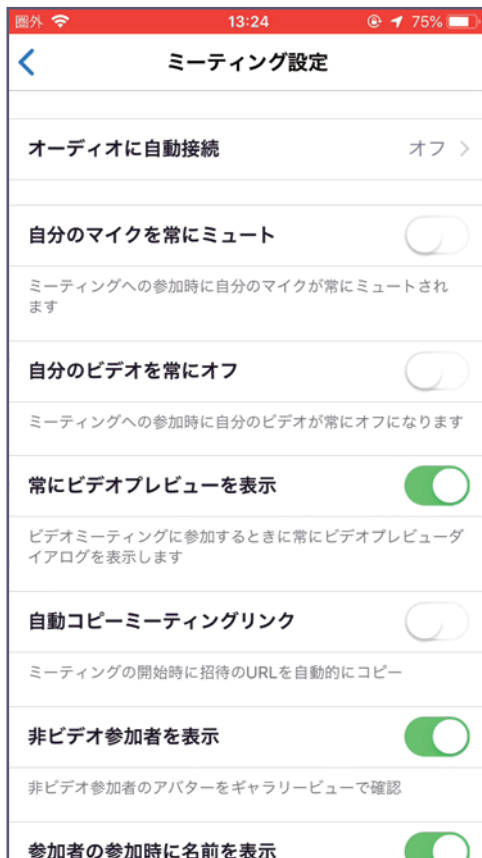 圏外 13:24 75%
ミーティング設定
オーディオに自動接続 オフ
自分のマイクを常にミュート
ミーティングへの参加時に自分のマイクが常にミュートされ
ます
自分のビデオを常にオフ
ミーティングへの参加時に自分のビデオが常にオフになります
常にビデオプレビューを表示
ビデオミーティングに参加するときに常にビデオプレビューダ
イアログを表示します
自動コピーミーティングリンク
ミーティングの開始時に招待のURLを自動的にコピー
非ビデオ参加者を表示
非ビデオ参加者のアバターをギャラリービューで確認
参加者の参加時に名前を表示